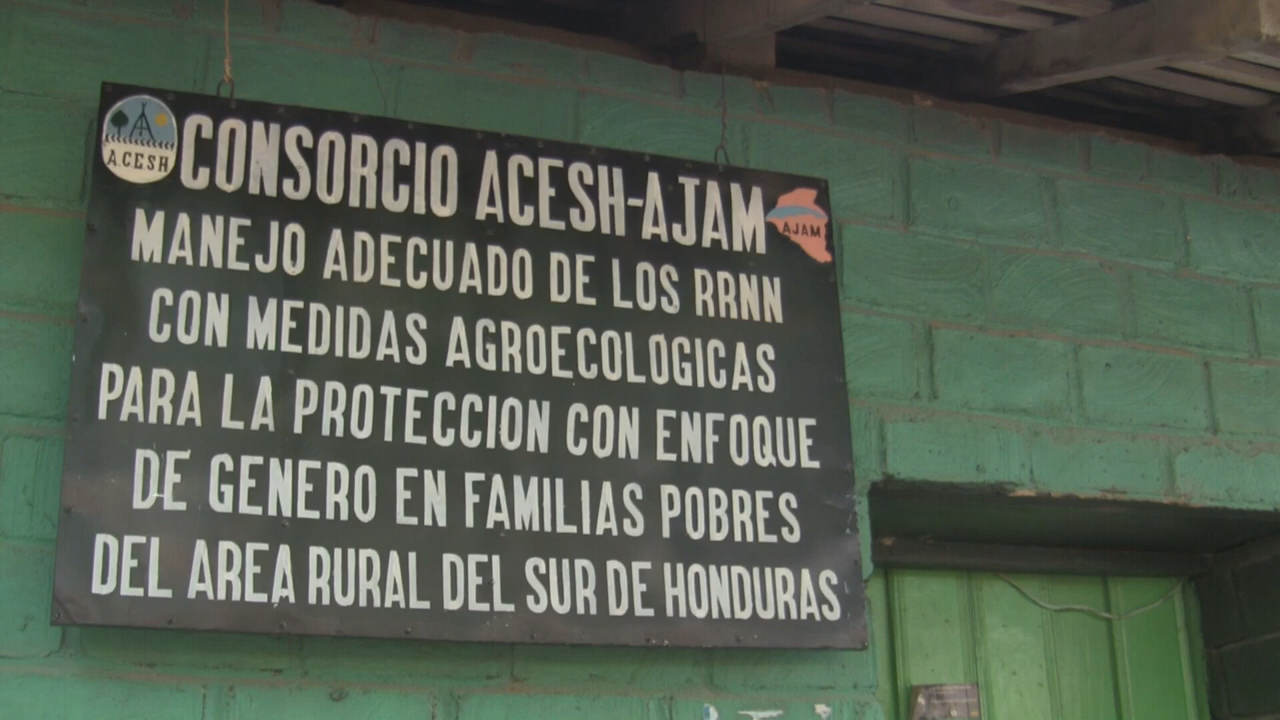 A.C.E.S.H
CONSORCIO ACESH-AJAM
AJAM
MANEJO ADECUADO DE LOS RRNN
CON MEDIDAS AGROECOLOGICAS
PARA LA PROTECCION CON ENFOQUE
DE GENERO EN FAMILIAS POBRES
DEL AREA RURAL DEL SUR DE HONDURAS